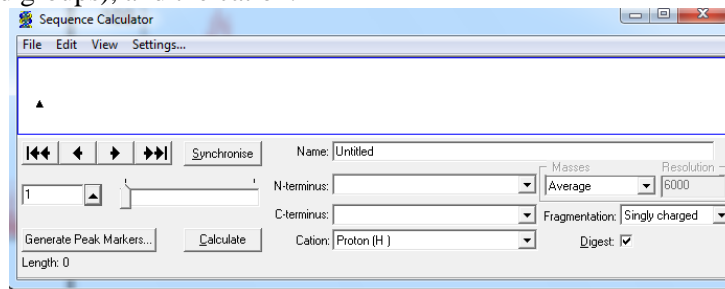 Sequence Calculator
File Edit View Settings...
Synchronise
Name: Untitled
Masses
Resolution
1
N-terminus:
Average
6000
C-terminus:
Fragmentation: Singly charged
Generate Peak Markers...
Calculate
Cation: Proton (H )
Digest:
Length: 0